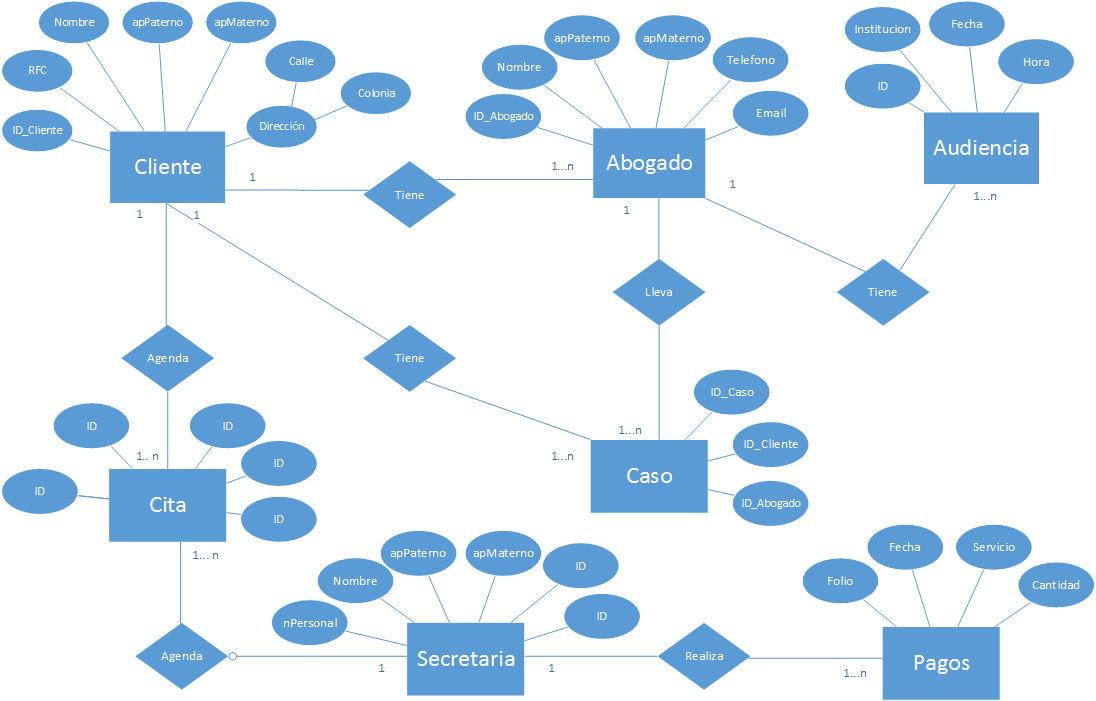 Nombre
apPaterno
apMaterno
RFC
Calle
Colonia
ID_Cliente
Dirección
Cliente
1
1
1
Tiene
1...n
apPaterno
apMaterno
Nombre
Telefono
ID_Abogado
Email
Abogado
1
1
Institucion
Fecha
Hora
ID
Audiencia
1...n
Lleva
Tiene
Agenda
Tiene
ID_Caso
ID_Cliente
ID_Abogado
1...n
1...n
Caso
ID
ID
ID
ID
ID
1.. n
Cita
1... n
Agenda
1
apPaterno
apMaterno
Nombre
ID
nPersonal
ID
Secretaria
1
Realiza
1...n
Folio
Fecha
Servicio
Cantidad
Pagos